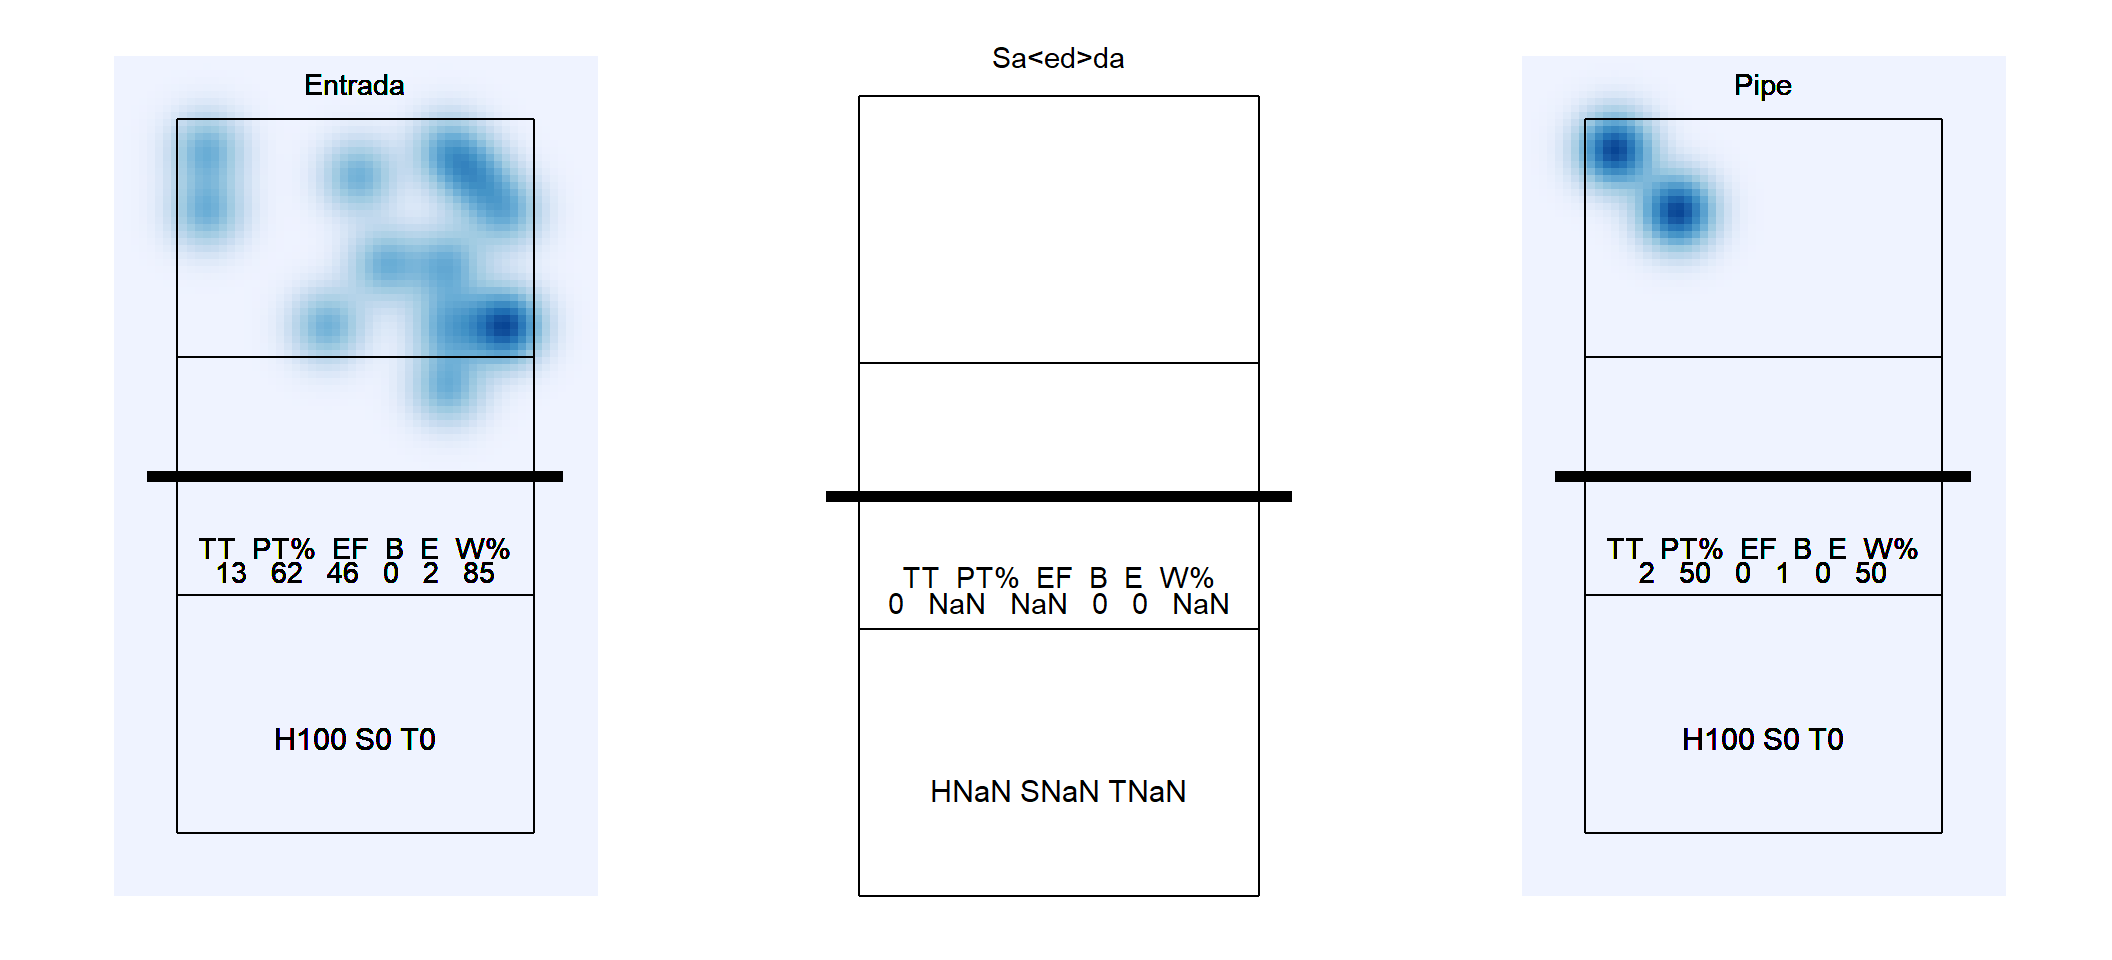 Entrada
TT PT% EF B E W%
13 62 46 0 2 85
H100 S0 T0
Sa<ed>da
TT PT% EF B E W%
0 NaN NaN 0 0 NaN
HNaN SNaN TNaN
Pipe
TT PT% EF B E W%
2 50 0 1 0 50
H100 S0 T0